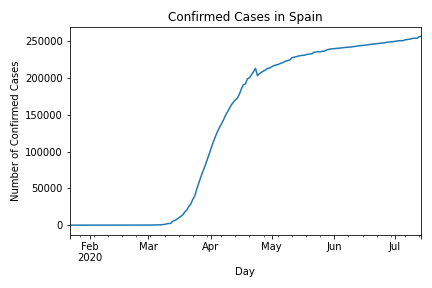 Confirmed Cases in Spain
Number of Confirmed Cases
250000
200000
150000
100000
50000
0
Feb Mar Apr May Jun Jul
2020
Day